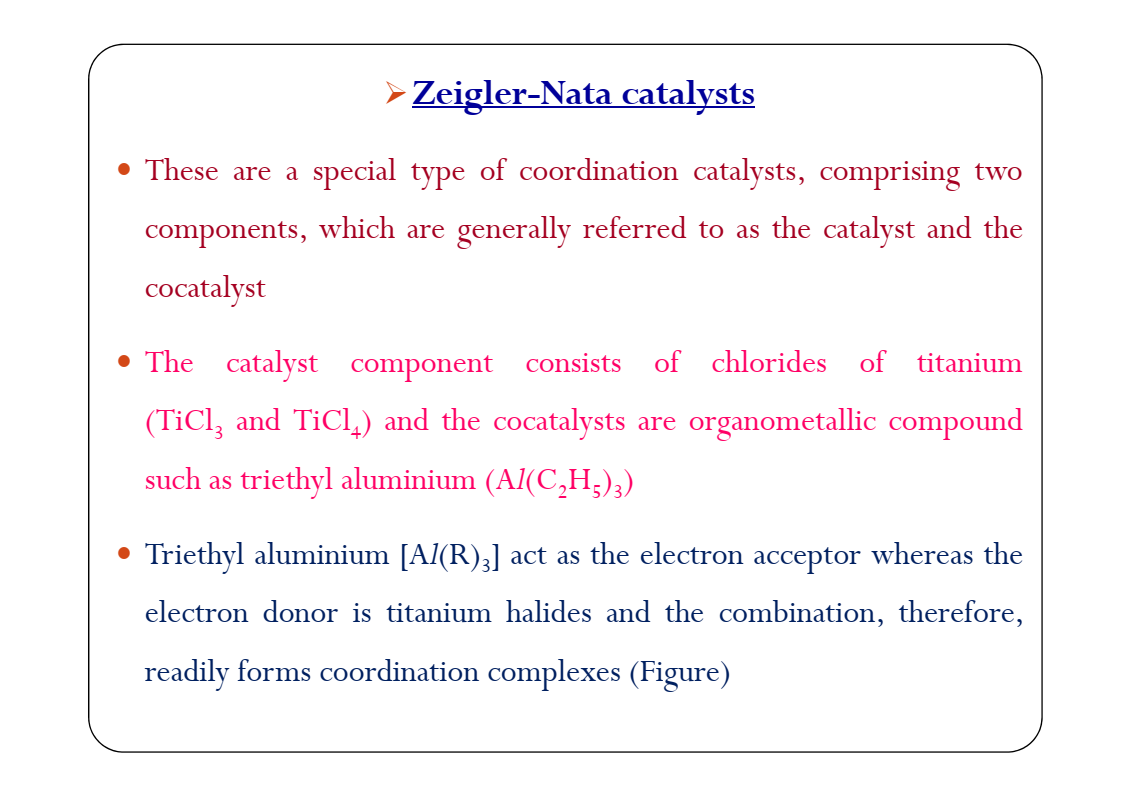 ➢ Zeigler-Nata catalysts
• These are a special type of coordination catalysts, comprising two
components, which are generally referred to as the catalyst and the
cocatalyst
• The catalyst component consists of chlorides of titanium
(TiCl₃ and TiCl₄) and the cocatalysts are organometallic compound
such as triethyl aluminium (Al(C₂H₅)₃)
• Triethyl aluminium [Al(R)₃] act as the electron acceptor whereas the
electron donor is titanium halides and the combination, therefore,
readily forms coordination complexes (Figure)